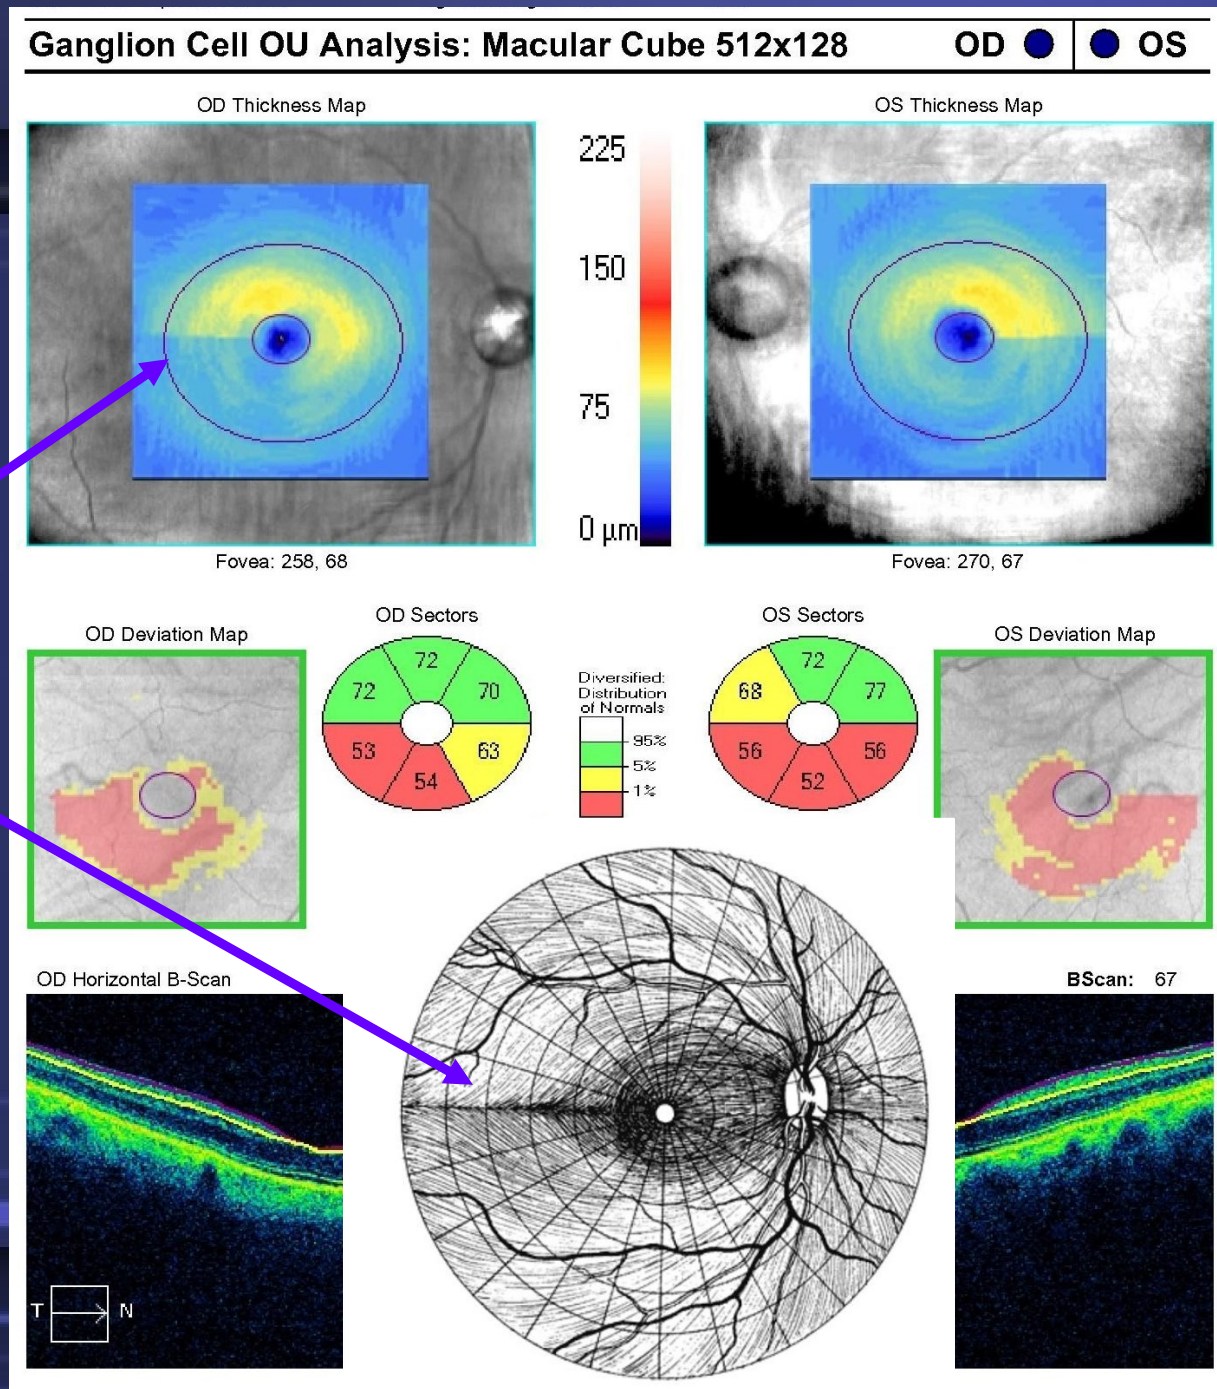 Ganglion Cell OU Analysis: Macular Cube 512x128
OD
OS
OD Thickness Map
OS Thickness Map
225
150
75
0 µm
Fovea: 258, 68
Fovea: 270, 67
OD Deviation Map
OD Sectors
72
72
70
53
63
54
Diversified:
Distribution
of Normals
95%
5%
1%
OS Sectors
72
68
77
56
56
52
OS Deviation Map
OD Horizontal B-Scan
BScan: 67
T
N